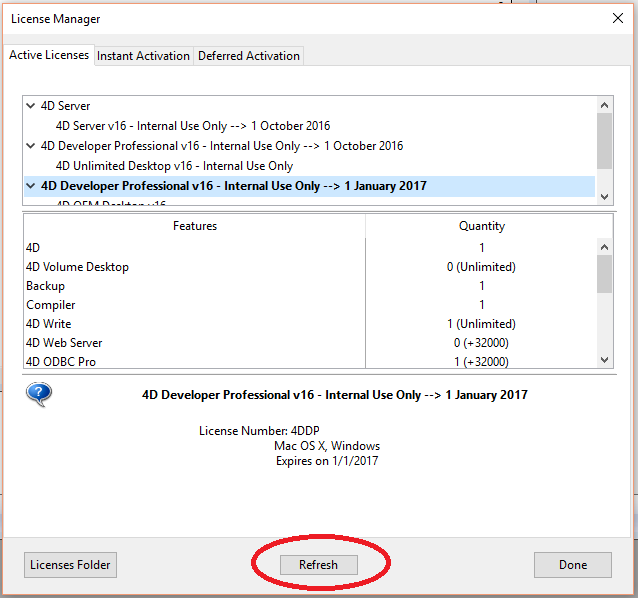 License Manager
Active Licenses Instant Activation Deferred Activation
4D Server
4D Server v16 - Internal Use Only --> 1 October 2016
4D Developer Professional v16 - Internal Use Only --> 1 October 2016
4D Unlimited Desktop v16 - Internal Use Only
4D Developer Professional v16 - Internal Use Only --> 1 January 2017
4D OEM Desktop v16
Features Quantity
4D 1
4D Volume Desktop 0 (Unlimited)
Backup 1
Compiler 1
4D Write 1 (Unlimited)
4D Web Server 0 (+32000)
4D ODBC Pro 1 (+32000)
4D Developer Professional v16 - Internal Use Only --> 1 January 2017
License Number: 4DDP
Mac OS X, Windows
Expires on 1/1/2017
Licenses Folder Refresh Done